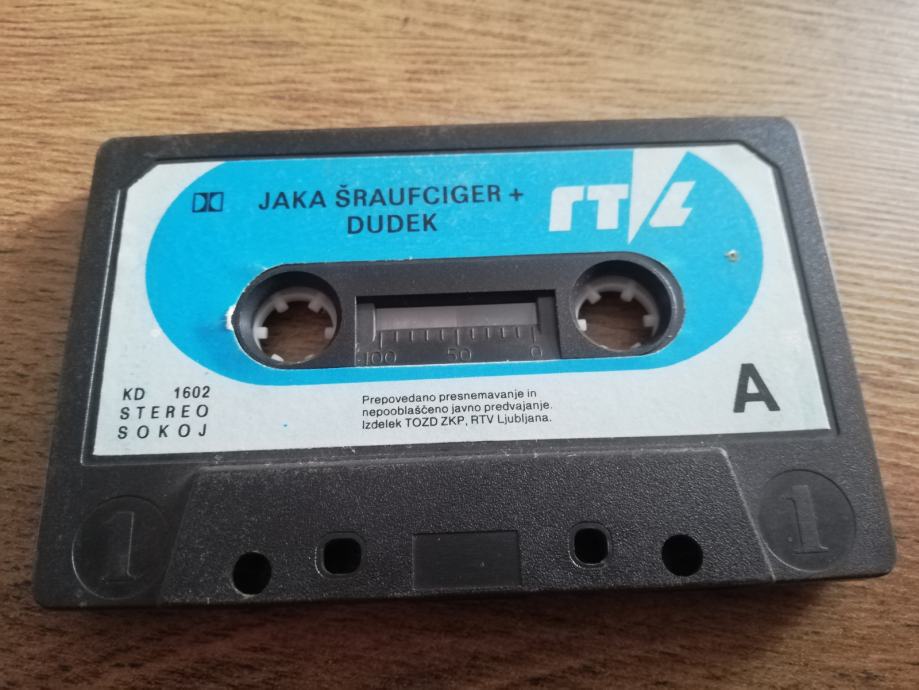 JAKA ŠRAUFCIGER +
DUDEK
RTVL
100 50 0
KD 1602
STEREO
SOKOJ
Prepovedano presnemavanje in
nepooblaščeno javno predvajanje.
Izdelek TOZD ZKP, RTV Ljubljana.
A
1 1